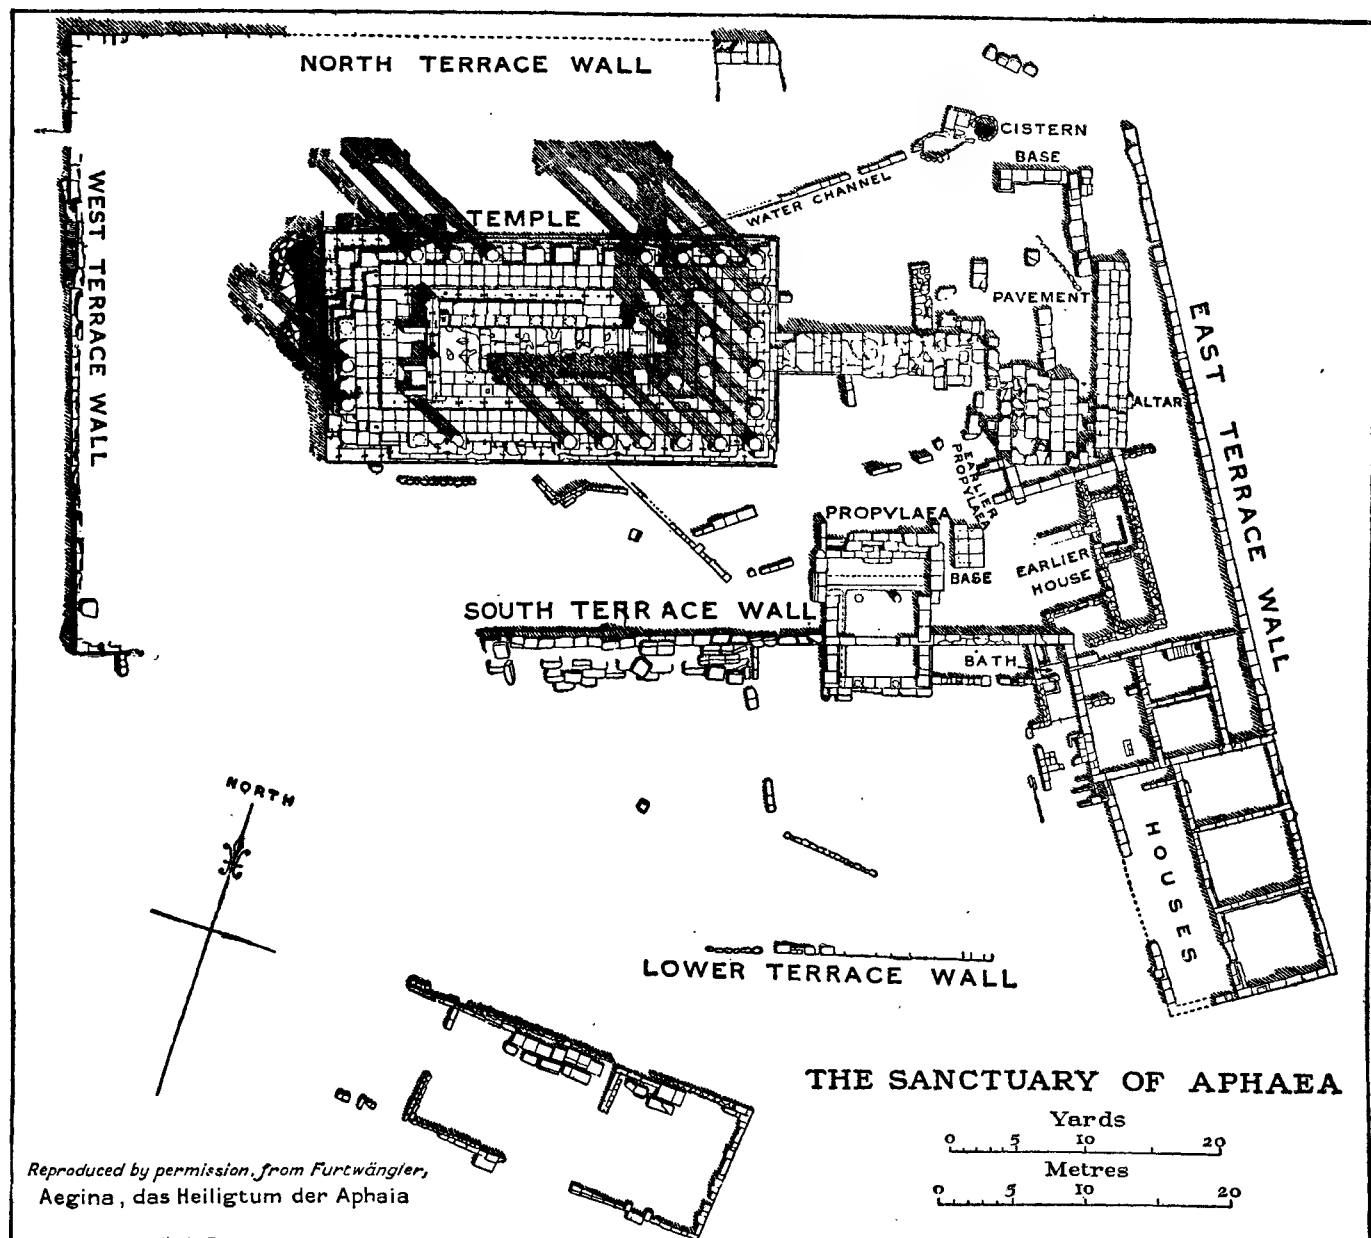 NORTH TERRACE WALL
CISTERN
BASE
WATER CHANNEL
TEMPLE
WEST TERRACE WALL
PAVEMENT
EAST TERRACE WALL
ALTAR
EARLIER
PROPYLAEA
PROPYLAEA
BASE
EARLIER
HOUSE
SOUTH TERRACE WALL
BATH
NORTH
HOUSES
LOWER TERRACE WALL
THE SANCTUARY OF APHAEA
Yards
0 5 10 20
Metres
0 5 10 20
Reproduced by permission, from Furtwängler,
Aegina, das Heiligtum der Aphaia